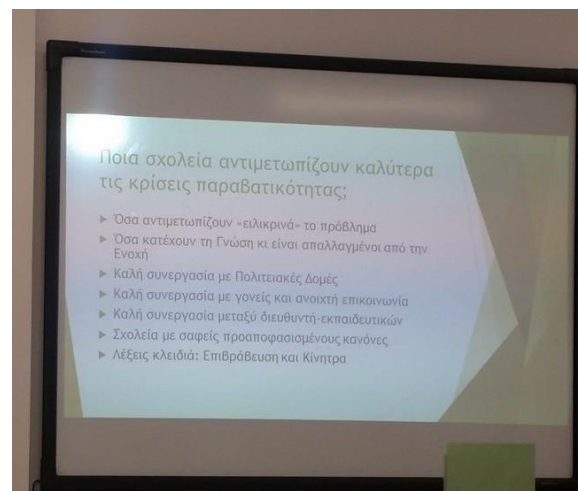 Ποια σχολεία αντιμετωπίζουν καλύτερα
τις κρίσεις παραβατικότητας;
▶ Όσα αντιμετωπίζουν «ειλικρινά» το πρόβλημα
▶ Όσα κατέχουν τη Γνώση κι είναι απαλλαγμένοι από την
Ενοχή
▶ Καλή συνεργασία με Πολιτειακές Δομές
▶ Καλή συνεργασία με γονείς και ανοιχτή επικοινωνία
▶ Καλή συνεργασία μεταξύ διευθυντή-εκπαιδευτικών
▶ Σχολεία με σαφείς προαποφασισμένους κανόνες
▶ Λέξεις κλειδιά: Επιβράβευση και Κίνητρα